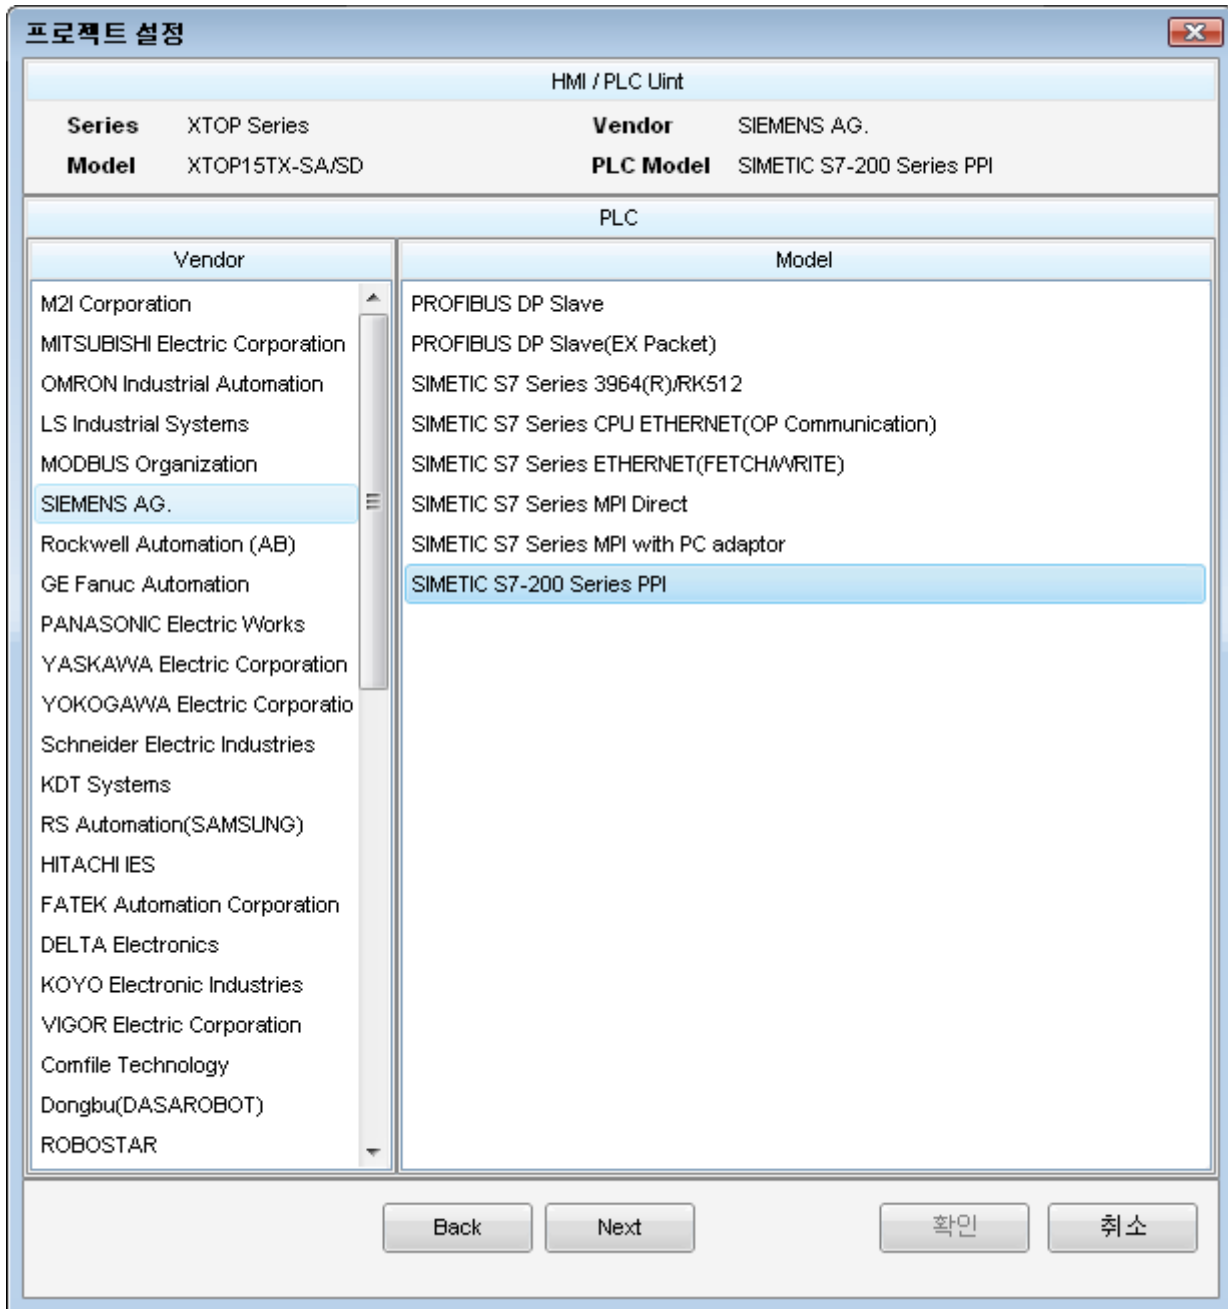 프로젝트 설정
HMI / PLC Uint
Series XTOP Series Vendor SIEMENS AG.
Model XTOP15TX-SA/SD PLC Model SIMETIC S7-200 Series PPI
PLC
Vendor
M2I Corporation
MITSUBISHI Electric Corporation
OMRON Industrial Automation
LS Industrial Systems
MODBUS Organization
SIEMENS AG.
Rockwell Automation (AB)
GE Fanuc Automation
PANASONIC Electric Works
YASKAWA Electric Corporation
YOKOGAWA Electric Corporatio
Schneider Electric Industries
KDT Systems
RS Automation(SAMSUNG)
HITACHI IES
FATEK Automation Corporation
DELTA Electronics
KOYO Electronic Industries
VIGOR Electric Corporation
Comfile Technology
Dongbu(DASAROBOT)
ROBOSTAR
Model
PROFIBUS DP Slave
PROFIBUS DP Slave(EX Packet)
SIMETIC S7 Series 3964(R)/RK512
SIMETIC S7 Series CPU ETHERNET(OP Communication)
SIMETIC S7 Series ETHERNET(FETCH/WRITE)
SIMETIC S7 Series MPI Direct
SIMETIC S7 Series MPI with PC adaptor
SIMETIC S7-200 Series PPI
Back Next 확인 취소